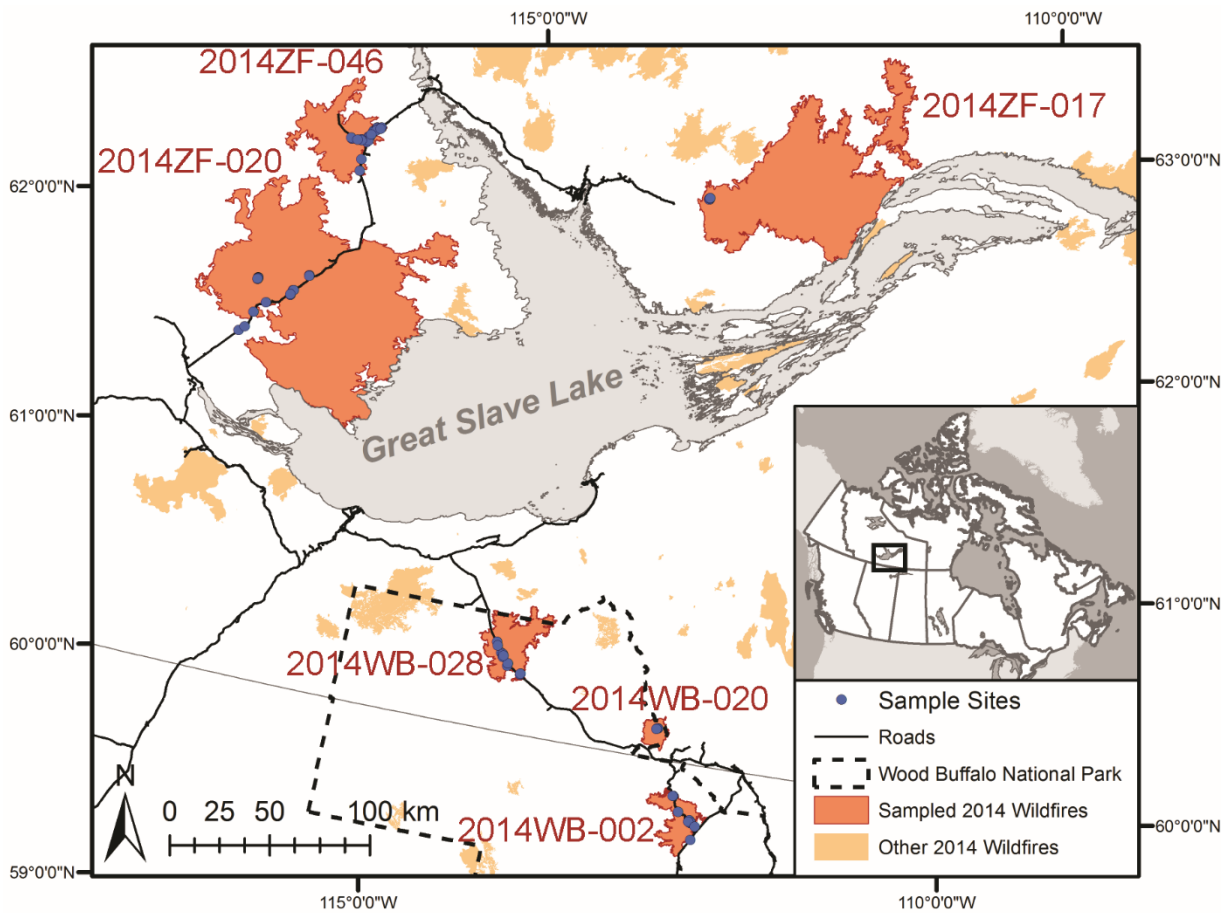 115°0'0"W
110°0'0"W
2014ZF-046
2014ZF-017
2014ZF-020
63°0'0"N
62°0'0"N
62°0'0"N
Great Slave Lake
61°0'0"N
61°0'0"N
60°0'0"N
2014WB-028
2014WB-020
Sample Sites
Roads
Wood Buffalo National Park
N
0 25 50 100 km
Sampled 2014 Wildfires
2014WB-002
60°0'0"N
Other 2014 Wildfires
59°0'0"N
115°0'0"W
110°0'0"W